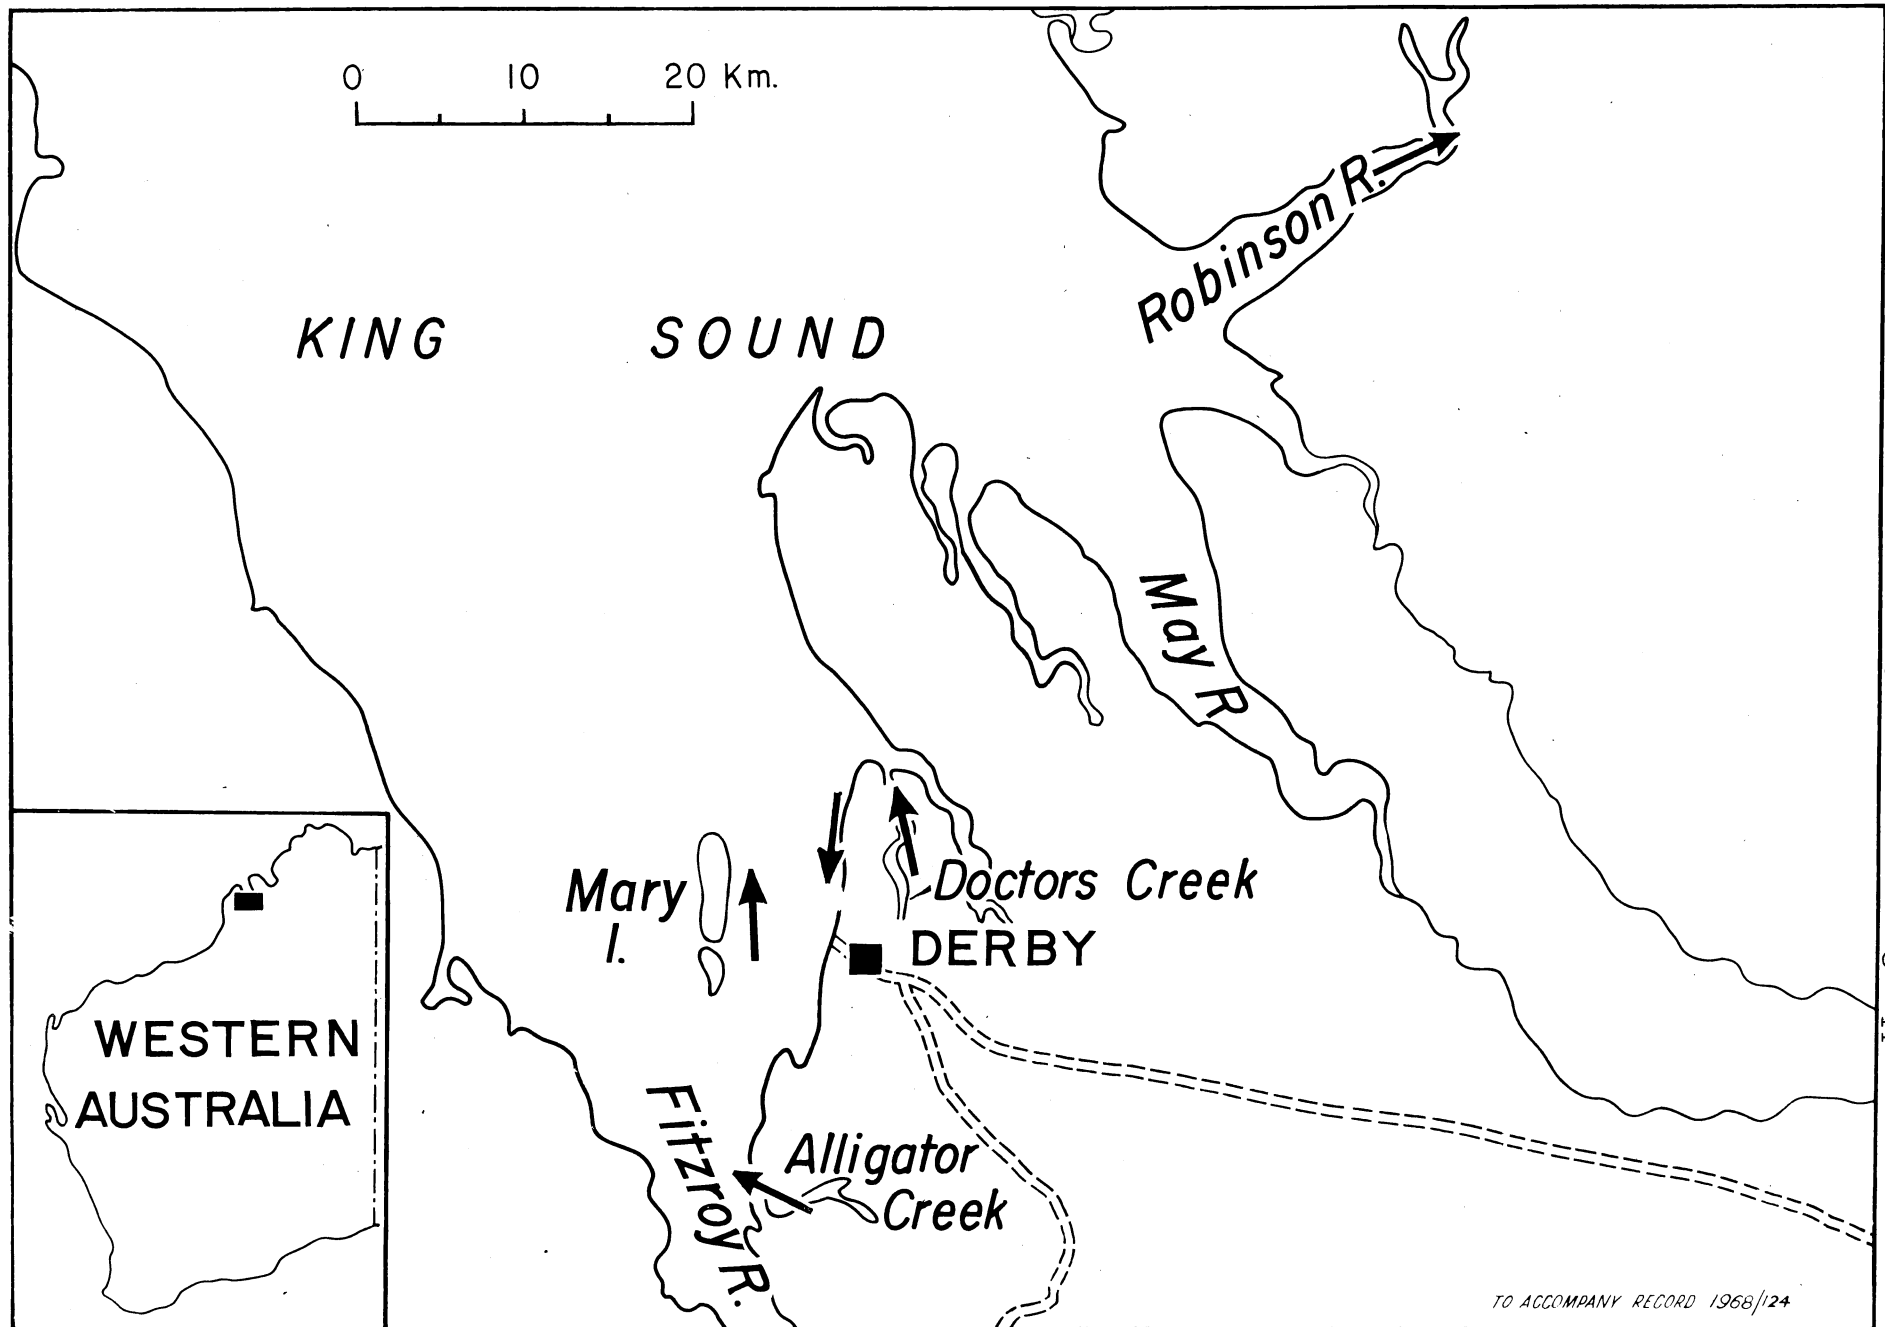 0 10 20 Km.
Robinson R.
KING SOUND
May R
Mary
I.
Doctors Creek
DERBY
WESTERN
AUSTRALIA
Fitzroy R.
Alligator
Creek
TO ACCOMPANY RECORD 1968/124